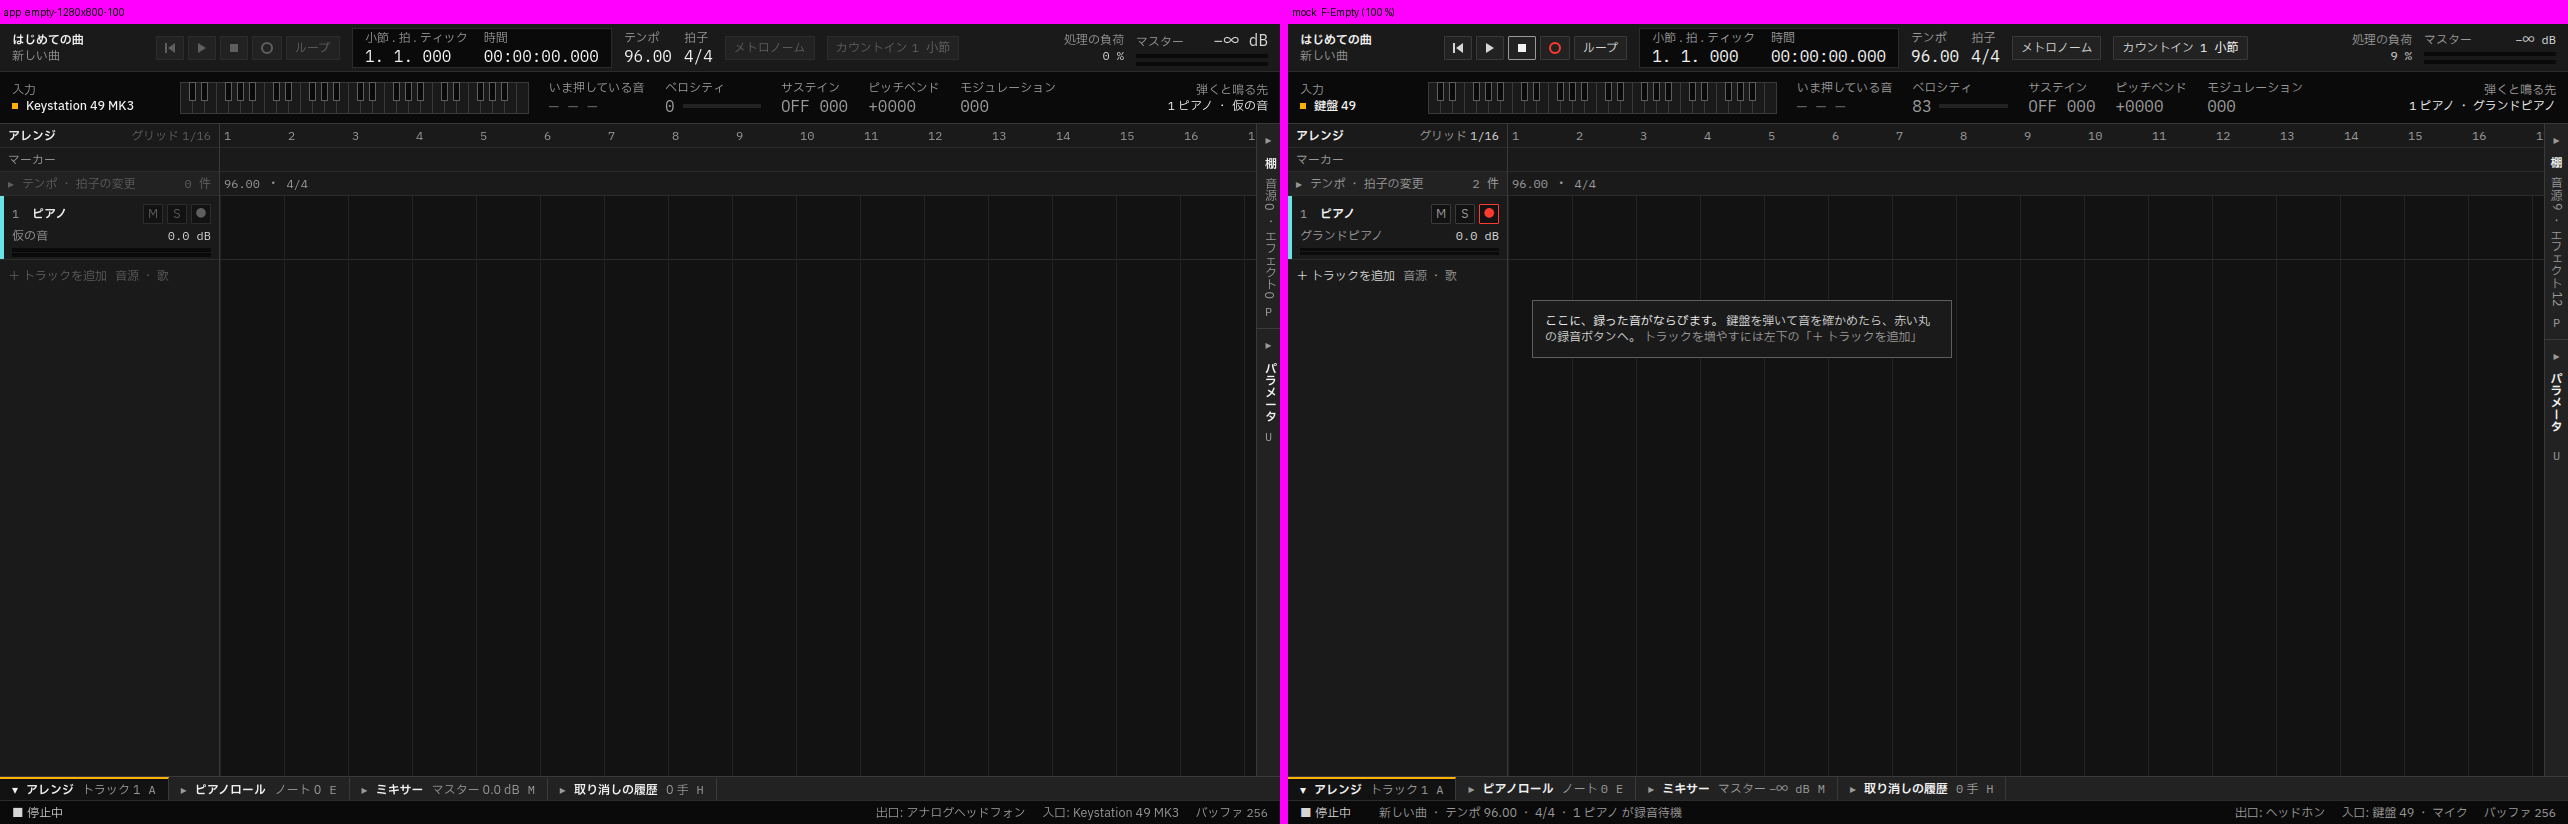 app empty-1280x800-100
はじめての曲
新しい曲
ループ
小節.拍.ティック 時間
1. 1. 000 00:00:00.000
テンポ 拍子
96.00 4/4
メトロノーム
カウントイン 1 小節
処理の負荷
0 %
マスター -∞ dB
入力
Keystation 49 MK3
いま押している音
— — —
ベロシティ
0
サステイン
OFF 000
ピッチベンド
+0000
モジュレーション
000
弾くと鳴る先
1 ピアノ · 仮の音
アレンジ グリッド 1/16
1 2 3 4 5 6 7 8 9 10 11 12 13 14 15 16 1
マーカー
▸ テンポ · 拍子の変更 0 件
96.00 · 4/4
1 ピアノ M S
仮の音 0.0 dB
+ トラックを追加 音源 · 歌
▸ 棚 音源 0 · エフェクト 0 P
▸ パラメータ U
▾ アレンジ トラック 1 A
▸ ピアノロール ノート 0 E
▸ ミキサー マスター 0.0 dB M
▸ 取り消しの履歴 0 手 H
■ 停止中
出口: アナログヘッドフォン 入口: Keystation 49 MK3 バッファ 256
mock F-Empty (100 %)
はじめての曲
新しい曲
ループ
小節.拍.ティック 時間
1. 1. 000 00:00:00.000
テンポ 拍子
96.00 4/4
メトロノーム
カウントイン 1 小節
処理の負荷
9 %
マスター -∞ dB
入力
鍵盤 49
いま押している音
— — —
ベロシティ
83
サステイン
OFF 000
ピッチベンド
+0000
モジュレーション
000
弾くと鳴る先
1 ピアノ · グランドピアノ
アレンジ グリッド 1/16
1 2 3 4 5 6 7 8 9 10 11 12 13 14 15 16 1
マーカー
▸ テンポ · 拍子の変更 2 件
96.00 · 4/4
1 ピアノ M S
グランドピアノ 0.0 dB
+ トラックを追加 音源 · 歌
ここに、録った音がならびます。 鍵盤を弾いて音を確かめたら、赤い丸
の録音ボタンへ。 トラックを増やすには左下の「+ トラックを追加」
▸ 棚 音源 9 · エフェクト 12 P
▸ パラメータ U
▾ アレンジ トラック 1 A
▸ ピアノロール ノート 0 E
▸ ミキサー マスター -∞ dB M
▸ 取り消しの履歴 0 手 H
■ 停止中 新しい曲 · テンポ 96.00 · 4/4 · 1 ピアノ が録音待機
出口: ヘッドホン 入口: 鍵盤 49 · マイク バッファ 256